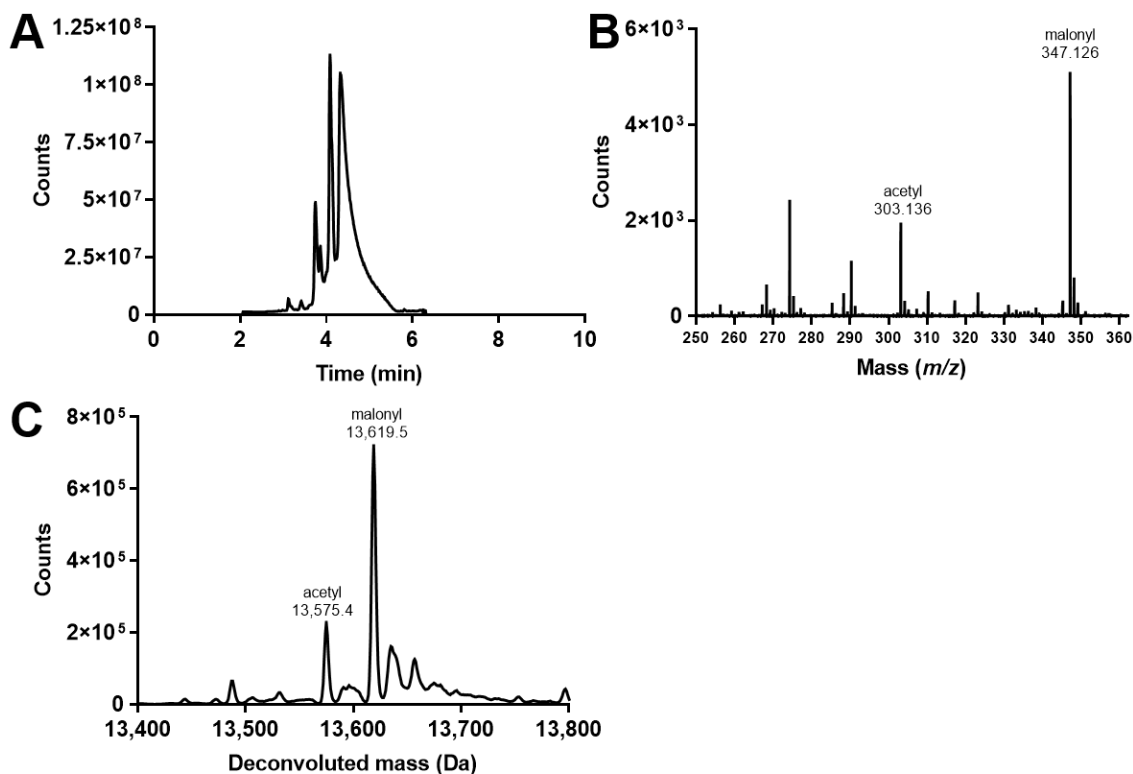 A
1.25×10⁸
1×10⁸
7.5×10⁷
5×10⁷
2.5×10⁷
0
Counts
0 2 4 6 8 10
Time (min)
B
6×10³
4×10³
2×10³
0
Counts
malonyl
347.126
acetyl
303.136
250 260 270 280 290 300 310 320 330 340 350 360
Mass (m/z)
C
8×10⁵
6×10⁵
4×10⁵
2×10⁵
0
Counts
malonyl
13,619.5
acetyl
13,575.4
13,400 13,500 13,600 13,700 13,800
Deconvoluted mass (Da)